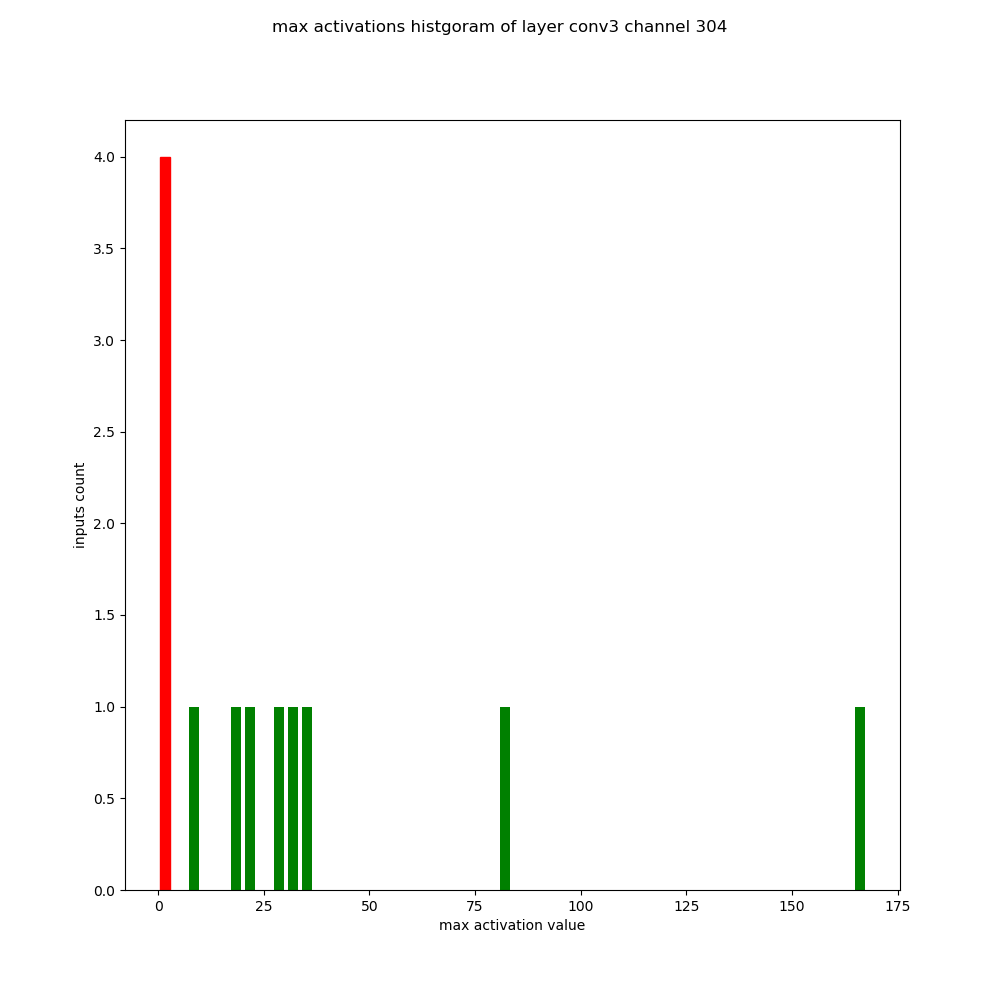 max activations histgoram of layer conv3 channel 304
4.0
3.5
3.0
2.5
2.0
1.5
1.0
0.5
0.0
inputs count
0 25 50 75 100 125 150 175
max activation value